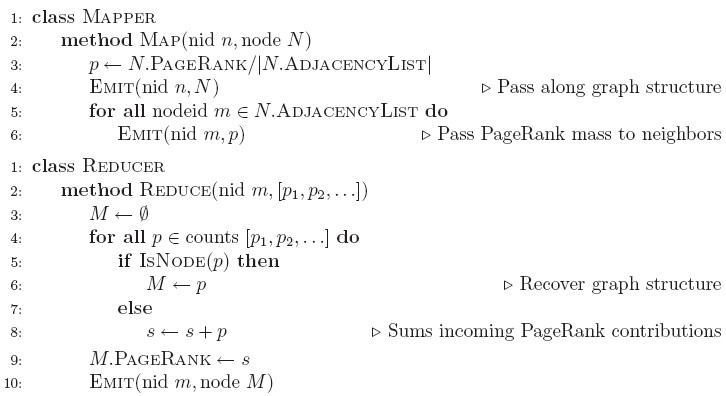 1: class Mapper
2: method Map(nid n, node N)
3: p ← N.PageRank/|N.AdjacencyList|
4: Emit(nid n, N) ▷ Pass along graph structure
5: for all nodeid m ∈ N.AdjacencyList do
6: Emit(nid m, p) ▷ Pass PageRank mass to neighbors
1: class Reducer
2: method Reduce(nid m, [p₁, p₂, …])
3: M ← ∅
4: for all p ∈ counts [p₁, p₂, …] do
5: if IsNode(p) then
6: M ← p ▷ Recover graph structure
7: else
8: s ← s + p ▷ Sums incoming PageRank contributions
9: M.PageRank ← s
10: Emit(nid m, node M)